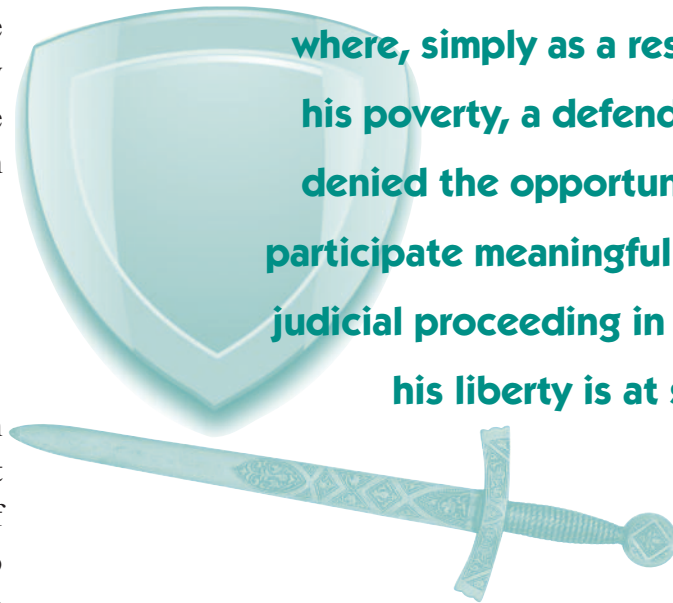 where, simply as a res
his poverty, a defend
denied the opportun
participate meaningful
judicial proceeding in
his liberty is at s